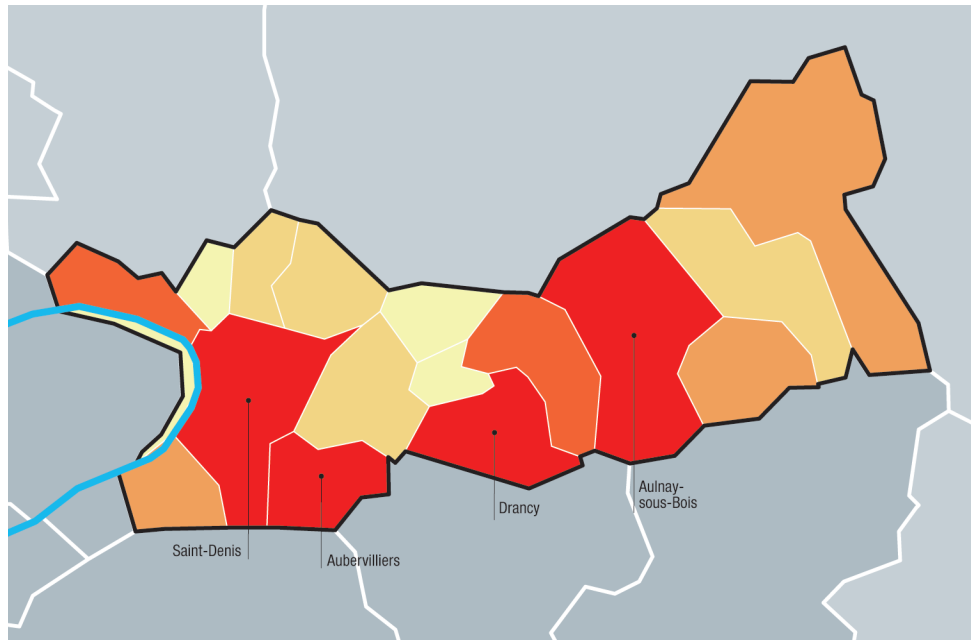 Saint-Denis
Aubervilliers
Drancy
Aulnay-
sous-Bois